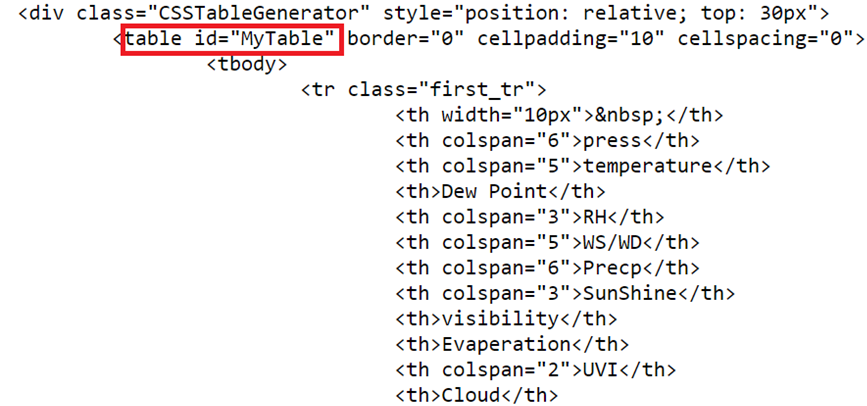 <div class="CSSTableGenerator" style="position: relative; top: 30px">
<table id="MyTable" border="0" cellpadding="10" cellspacing="0">
<tbody>
<tr class="first_tr">
<th width="10px">&nbsp;</th>
<th colspan="6">press</th>
<th colspan="5">temperature</th>
<th>Dew Point</th>
<th colspan="3">RH</th>
<th colspan="5">WS/WD</th>
<th colspan="6">Precp</th>
<th colspan="3">SunShine</th>
<th>visibility</th>
<th>Evaperation</th>
<th colspan="2">UVI</th>
<th>Cloud</th>